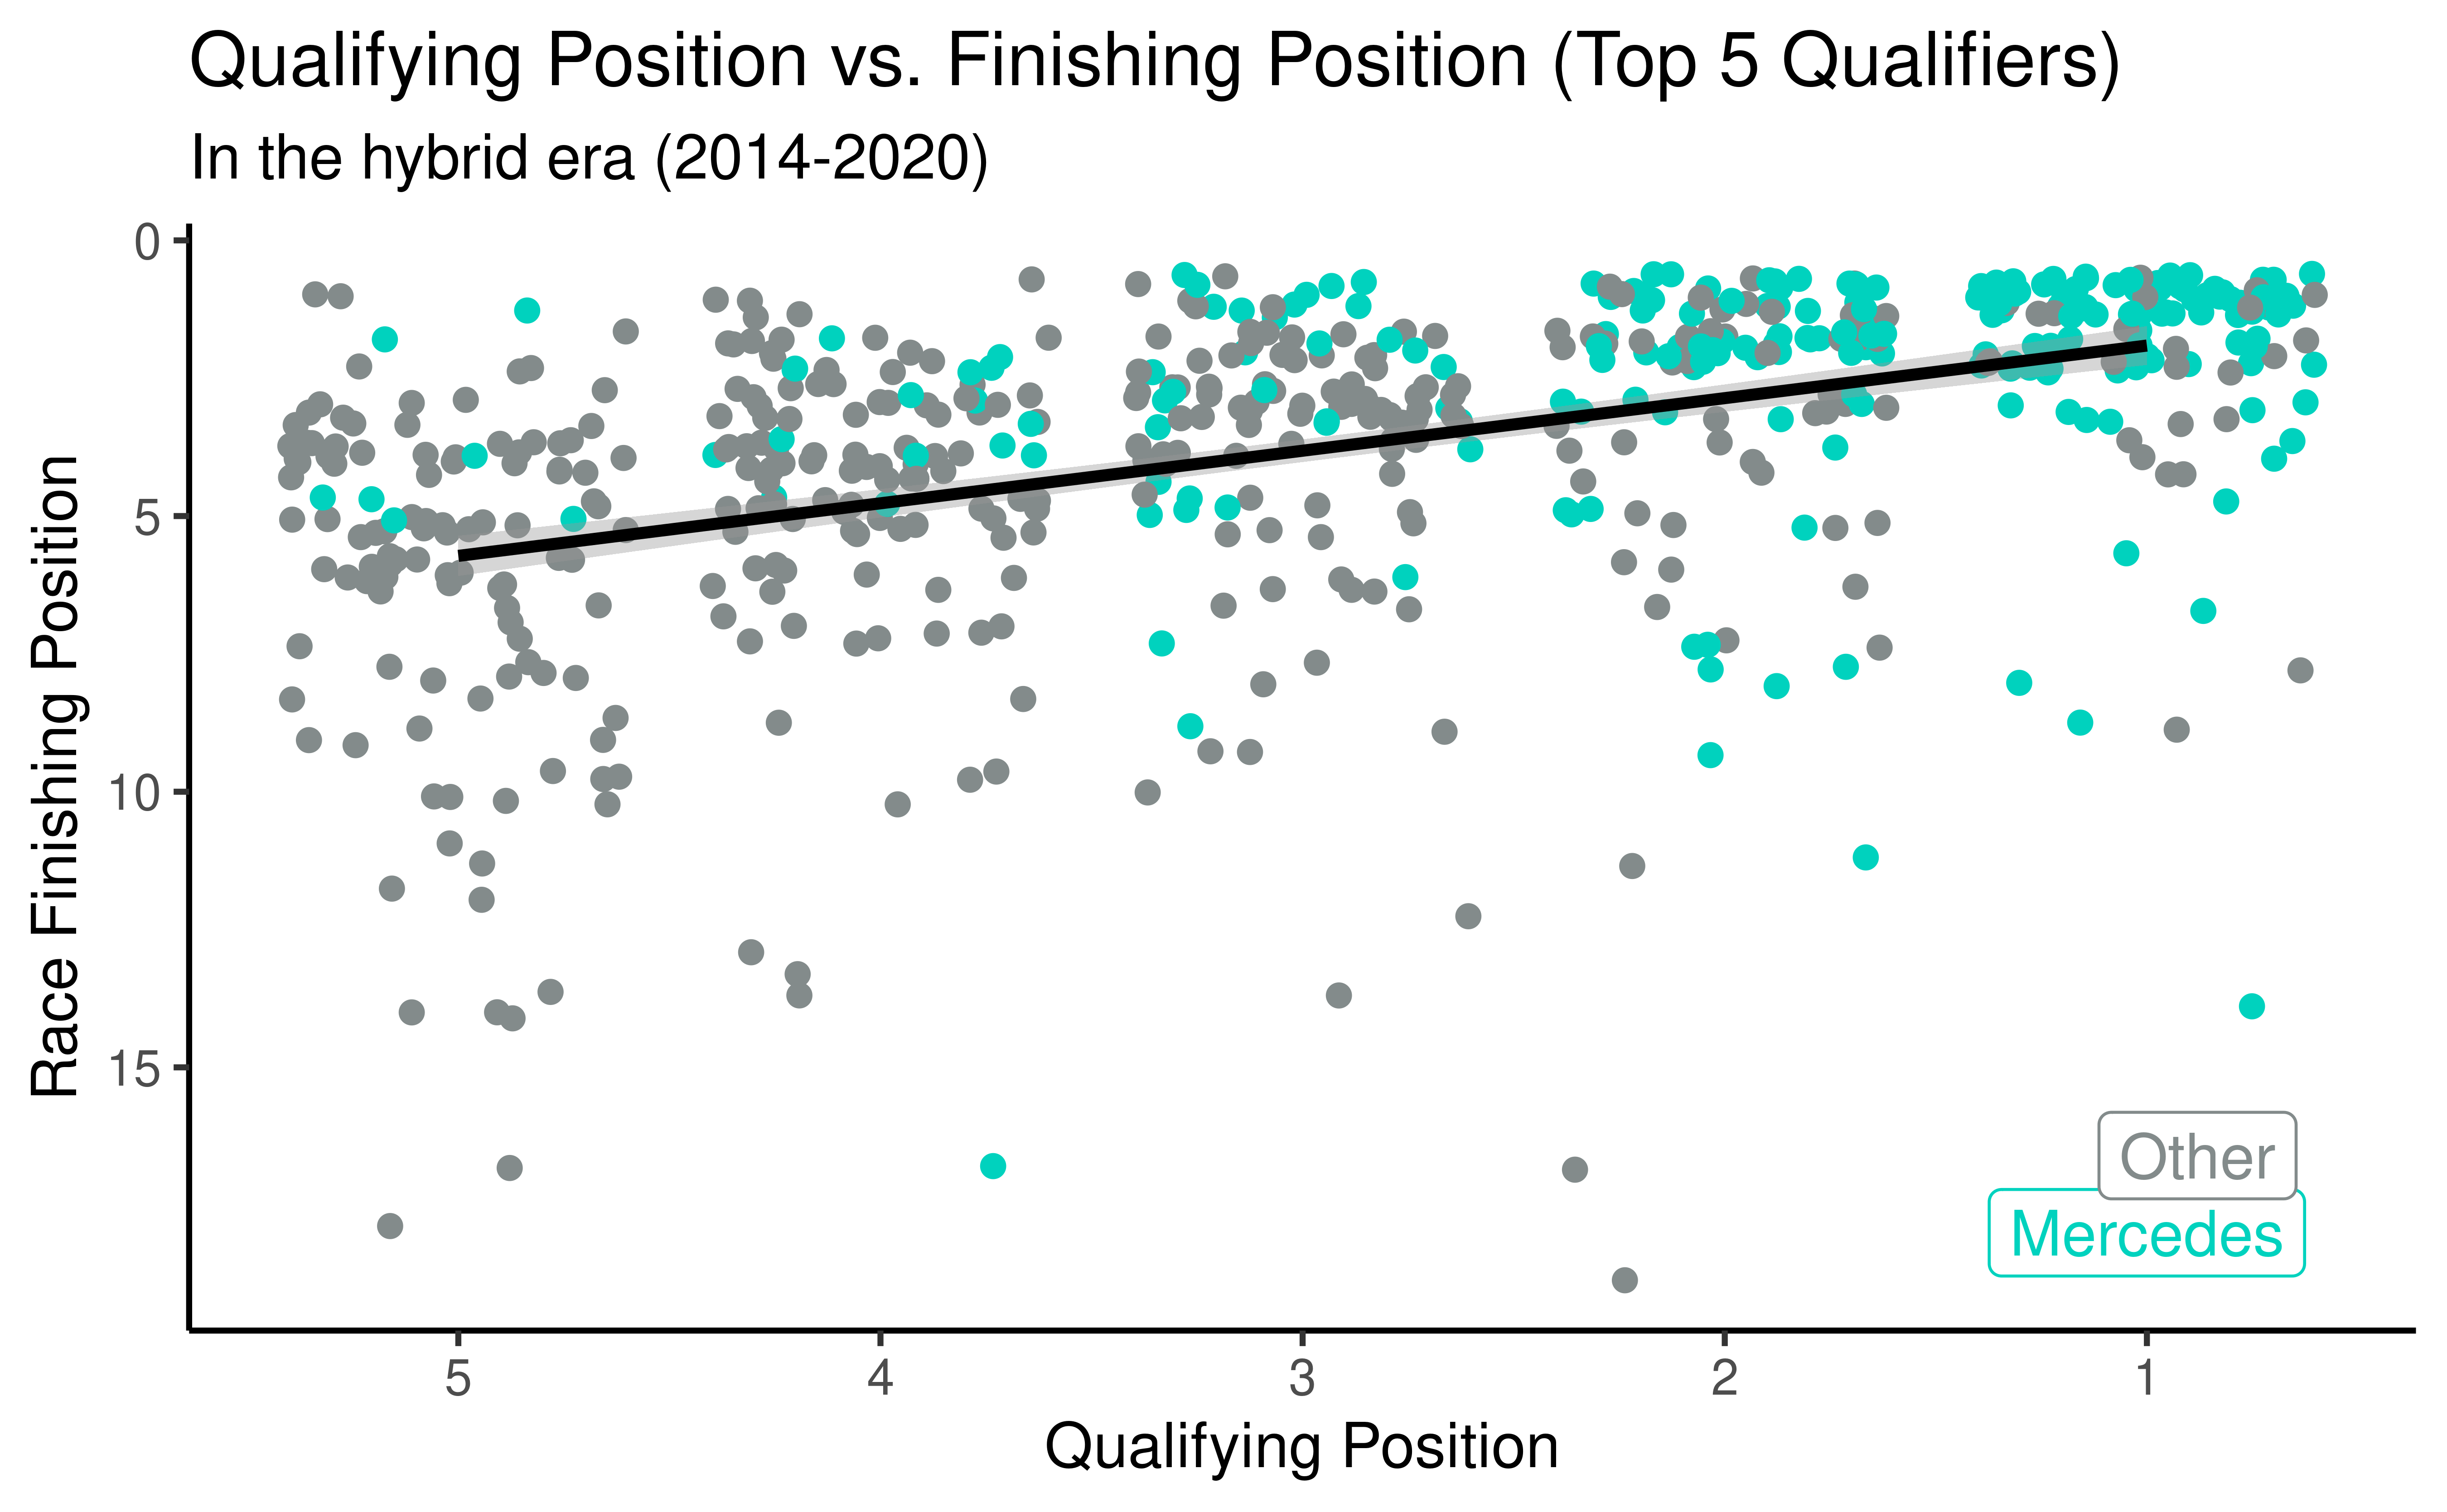 Qualifying Position vs. Finishing Position (Top 5 Qualifiers)
In the hybrid era (2014-2020)
0
5
10
15
Race Finishing Position
Other
Mercedes
5 4 3 2 1
Qualifying Position